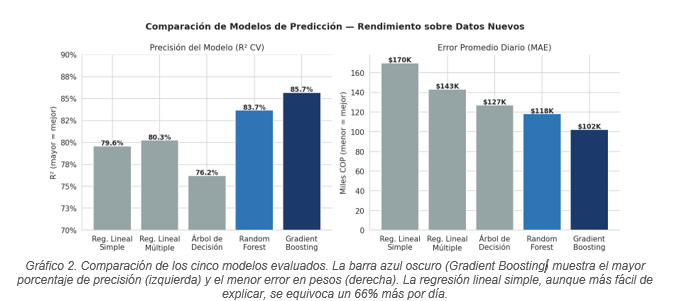 Comparación de Modelos de Predicción — Rendimiento sobre Datos Nuevos
Precisión del Modelo (R² CV)
R² (mayor = mejor)
90%
88%
85%
82%
80%
78%
75%
73%
70%
79.6%
80.3%
76.2%
83.7%
85.7%
Reg. Lineal
Simple
Reg. Lineal
Múltiple
Árbol de
Decisión
Random
Forest
Gradient
Boosting
Error Promedio Diario (MAE)
Miles COP (menor = mejor)
160
140
120
100
80
60
40
20
0
$170K
$143K
$127K
$118K
$102K
Reg. Lineal
Simple
Reg. Lineal
Múltiple
Árbol de
Decisión
Random
Forest
Gradient
Boosting
Gráfico 2. Comparación de los cinco modelos evaluados. La barra azul oscuro (Gradient Boosting) muestra el mayor
porcentaje de precisión (izquierda) y el menor error en pesos (derecha). La regresión lineal simple, aunque más fácil de
explicar, se equivoca un 66% más por día.